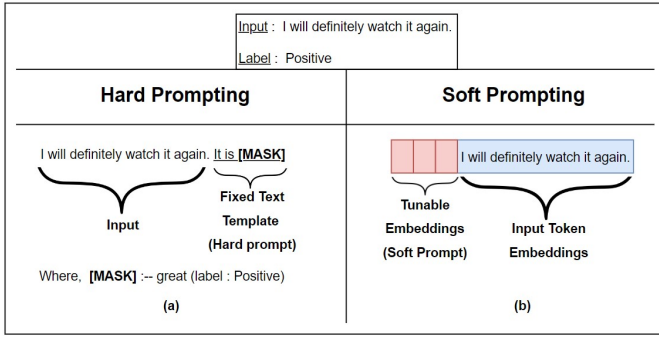 Input : I will definitely watch it again.
Label : Positive
Hard Prompting
I will definitely watch it again. It is [MASK]
Input
Fixed Text
Template
(Hard prompt)
Where, [MASK] :-- great (label : Positive)
(a)
Soft Prompting
I will definitely watch it again.
Tunable
Embeddings
(Soft Prompt)
Input Token
Embeddings
(b)